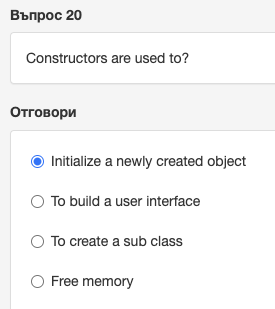 Въпрос 20
Constructors are used to?
Отговори
Initialize a newly created object
To build a user interface
To create a sub class
Free memory